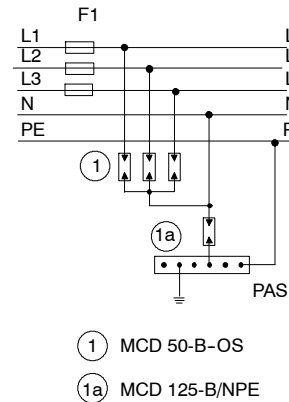 F1
L1
L2
L3
N
PE
1
1a
PAS
1 MCD 50-B-OS
1a MCD 125-B/NPE